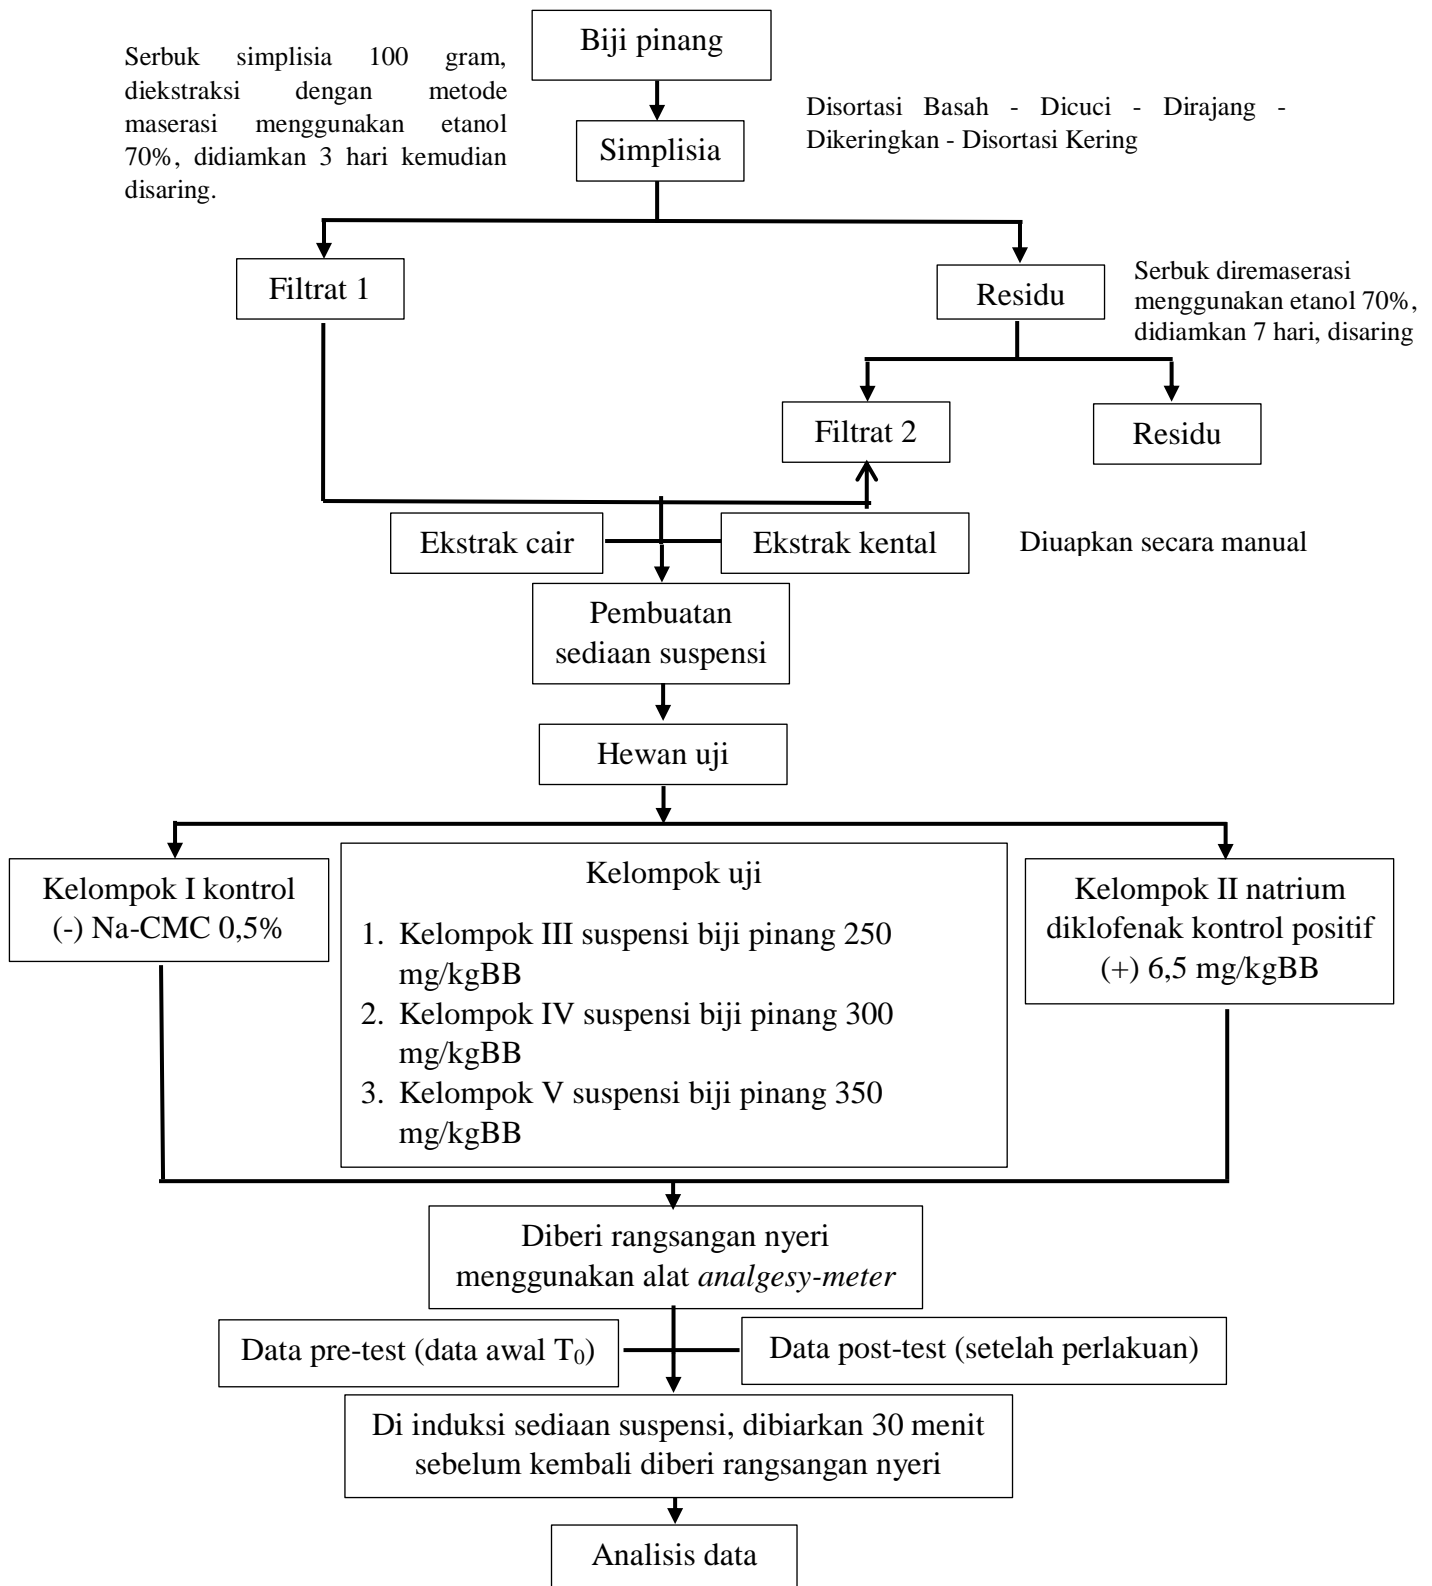 Biji pinang
Serbuk simplisia 100 gram,
diekstraksi dengan metode
maserasi menggunakan etanol
70%, didiamkan 3 hari kemudian
disaring.
Disortasi Basah - Dicuci - Dirajang -
Dikeringkan - Disortasi Kering
Simplisia
Filtrat 1
Residu
Serbuk diremaserasi
menggunakan etanol 70%,
didiamkan 7 hari, disaring
Filtrat 2
Residu
Ekstrak cair
Ekstrak kental
Diuapkan secara manual
Pembuatan
sediaan suspensi
Hewan uji
Kelompok I kontrol
(-) Na-CMC 0,5%
Kelompok uji
1. Kelompok III suspensi biji pinang 250
mg/kgBB
2. Kelompok IV suspensi biji pinang 300
mg/kgBB
3. Kelompok V suspensi biji pinang 350
mg/kgBB
Kelompok II natrium
diklofenak kontrol positif
(+) 6,5 mg/kgBB
Diberi rangsangan nyeri
menggunakan alat analgesy-meter
Data pre-test (data awal T₀)
Data post-test (setelah perlakuan)
Di induksi sediaan suspensi, dibiarkan 30 menit
sebelum kembali diberi rangsangan nyeri
Analisis data